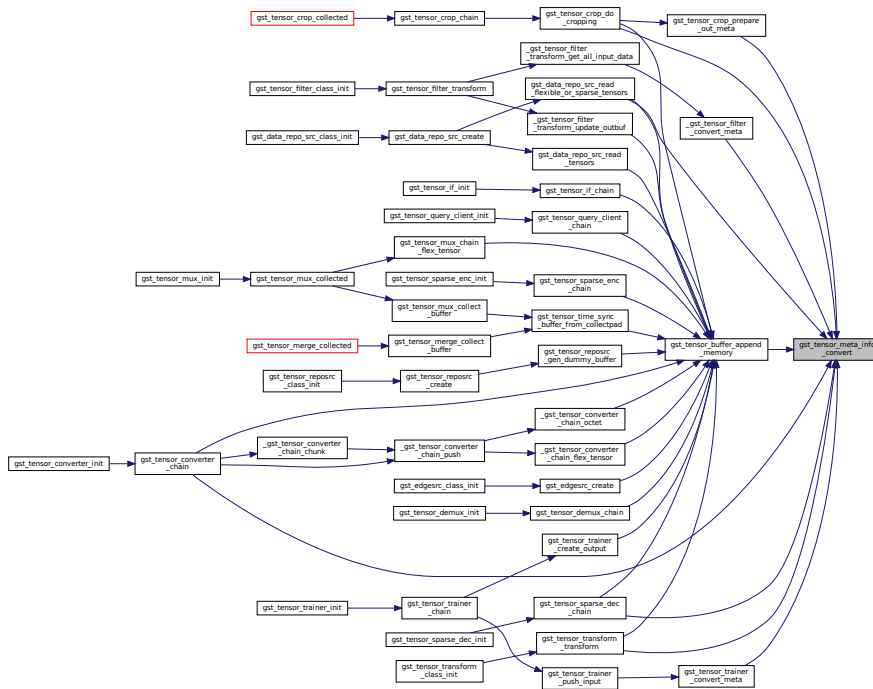 gst_tensor_crop_collected
gst_tensor_crop_chain
gst_tensor_crop_do
_cropping
gst_tensor_crop_prepare
_out_meta
_gst_tensor_filter
_transform_get_all_input_data
gst_tensor_filter_class_init
gst_tensor_filter_transform
gst_data_repo_src_read
_flexible_or_sparse_tensors
_gst_tensor_filter
_transform_update_outbuf
_gst_tensor_filter
_convert_meta
gst_data_repo_src_class_init
gst_data_repo_src_create
gst_data_repo_src_read
_tensors
gst_tensor_if_init
gst_tensor_if_chain
gst_tensor_query_client_init
gst_tensor_query_client
_chain
gst_tensor_mux_chain
_flex_tensor
gst_tensor_mux_init
gst_tensor_mux_collected
gst_tensor_sparse_enc_init
gst_tensor_sparse_enc
_chain
gst_tensor_mux_collect
_buffer
gst_tensor_time_sync
_buffer_from_collectpad
gst_tensor_merge_collected
gst_tensor_merge_collect
_buffer
gst_tensor_buffer_append
_memory
gst_tensor_meta_info
_convert
gst_tensor_reposrc
_gen_dummy_buffer
gst_tensor_reposrc
_class_init
gst_tensor_reposrc
_create
_gst_tensor_converter
_chain_octet
_gst_tensor_converter
_chain_chunk
_gst_tensor_converter
_chain_push
_gst_tensor_converter
_chain_flex_tensor
gst_tensor_converter_init
gst_tensor_converter
_chain
gst_edgesrc_class_init
gst_edgesrc_create
gst_tensor_demux_init
gst_tensor_demux_chain
gst_tensor_trainer
_create_output
gst_tensor_trainer_init
gst_tensor_trainer
_chain
gst_tensor_sparse_dec
_chain
gst_tensor_sparse_dec_init
gst_tensor_transform
_transform
gst_tensor_transform
_class_init
gst_tensor_trainer
_push_input
gst_tensor_trainer
_convert_meta